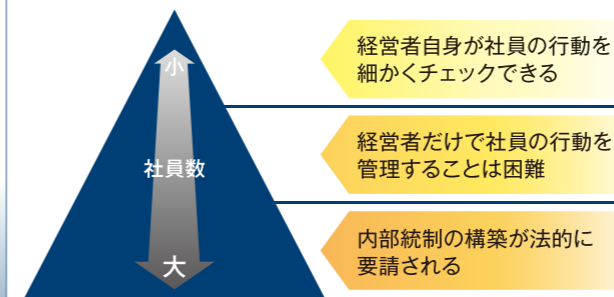 小
社員数
大
経営者自身が社員の行動を
細かくチェックできる
経営者だけで社員の行動を
管理することは困難
内部統制の構築が法的に
要請される